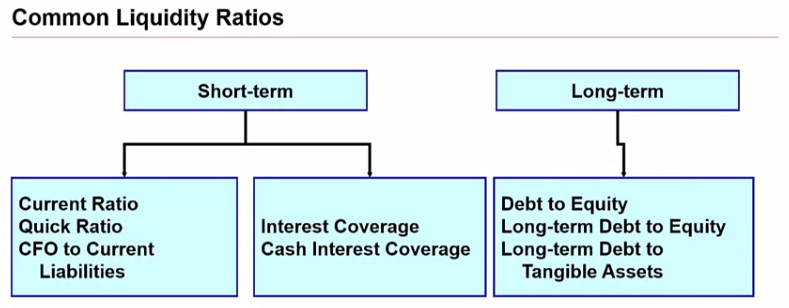 Common Liquidity Ratios
Short-term
Long-term
Current Ratio
Quick Ratio
CFO to Current
Liabilities
Interest Coverage
Cash Interest Coverage
Debt to Equity
Long-term Debt to Equity
Long-term Debt to
Tangible Assets